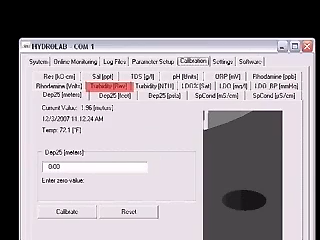 HYDROLAB - COM 1
System Online Monitoring Log Files Parameter Setup Calibration Settings Software
Res [kΩ-cm] Sal [ppt] TDS [g/l] pH [Units] ORP [mV] Rhodamine [ppb]
Rhodamine [Volts] Turbidity [Rev] Turbidity [NTU] LDO% [Sat] LDO [mg/l] LDO_BP [mmHg]
Dep25 [meters] Dep25 [feet] Dep25 [psia] SpCond [mS/cm] SpCond [µS/cm]
Current Value: 1.96 [meters]
12/3/2007 11:12:24 AM
Temp: 72.1 [°F]
Dep25 [meters]
0.00
Enter zero value:
Calibrate Reset